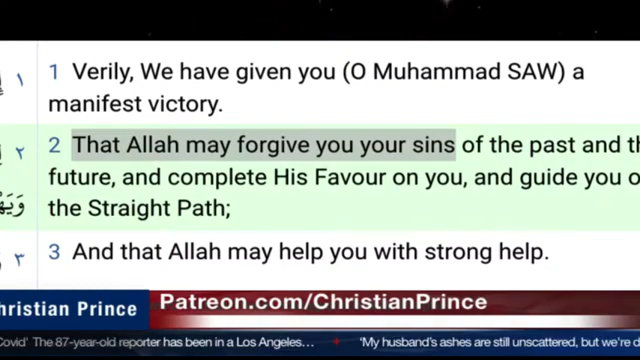 1 Verily, We have given you (O Muhammad SAW) a
manifest victory.
2 That Allah may forgive you your sins of the past and
future, and complete His Favour on you, and guide you
the Straight Path;
3 And that Allah may help you with strong help.
١
٢
٣
Christian Prince
Patreon.com/ChristianPrince
Covid' The 87-year-old reporter has been in a Los Angeles... 'My husband's ashes are still unscattered, but we're